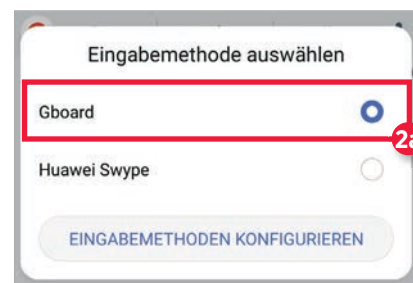 Eingabemethode auswählen
Gboard
2a
Huawei Swype
EINGABEMETHODEN KONFIGURIEREN